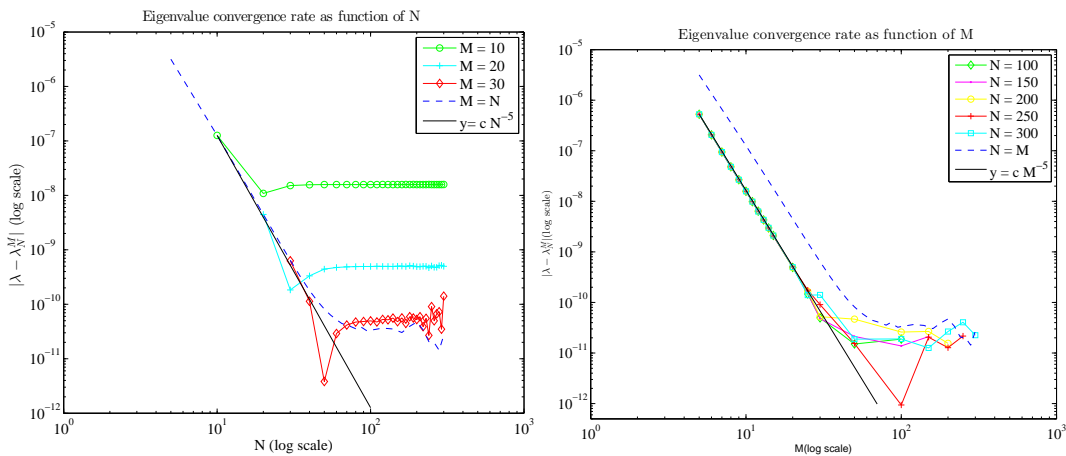 Eigenvalue convergence rate as function of N
10^-5
10^-6
10^-7
10^-8
10^-9
10^-10
10^-11
10^-12
|λ − λ_N^M| (log scale)
10^0 10^1 10^2 10^3
N (log scale)
M = 10
M = 20
M = 30
M = N
y= c N^-5
Eigenvalue convergence rate as function of M
10^-5
10^-6
10^-7
10^-8
10^-9
10^-10
10^-11
10^-12
|λ − λ_N^M|(log scale)
10^0 10^1 10^2 10^3
M(log scale)
N = 100
N = 150
N = 200
N = 250
N = 300
N = M
y = c M^-5